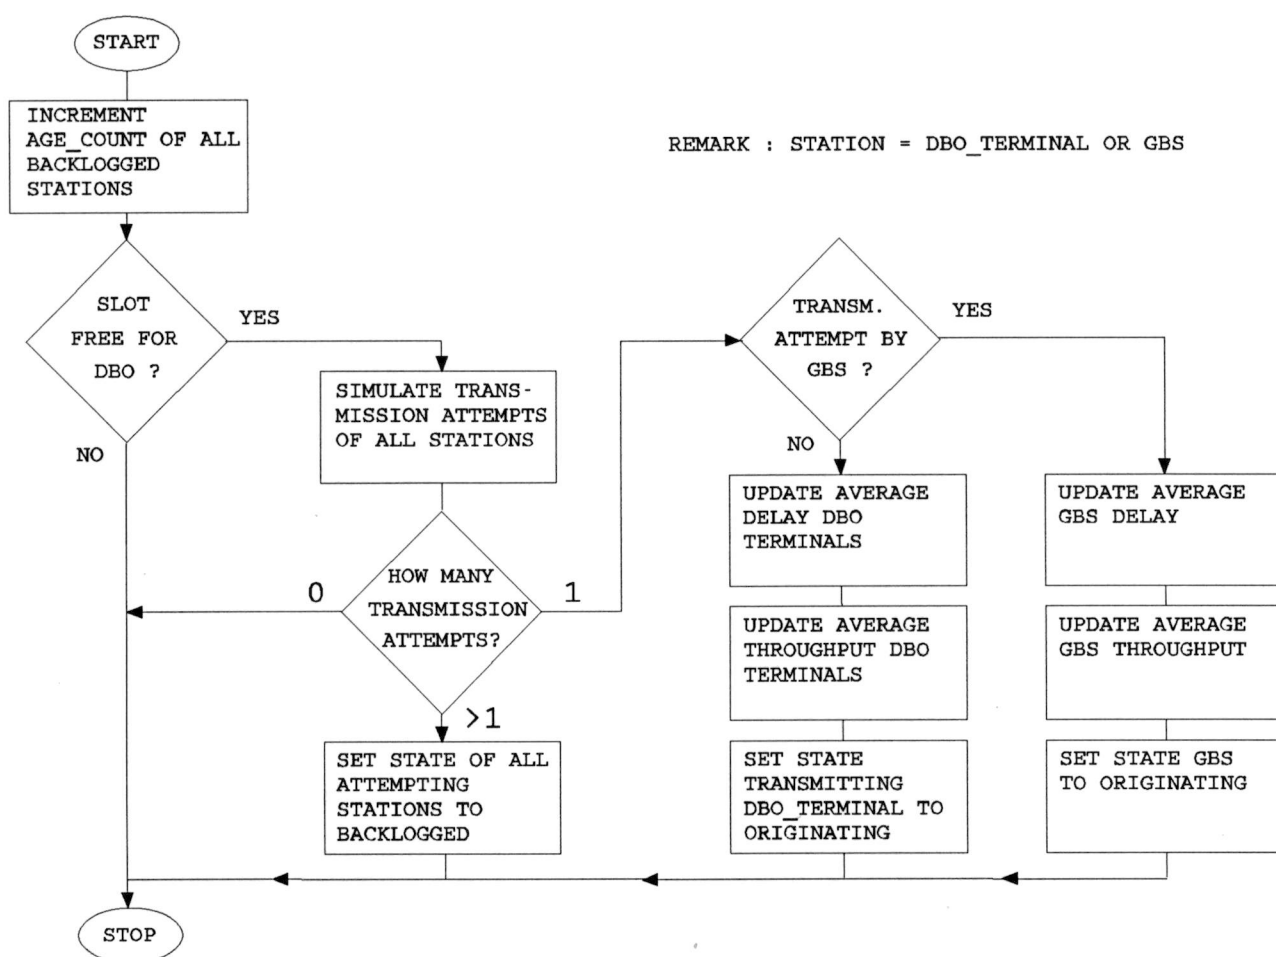 START
INCREMENT
AGE_COUNT OF ALL
BACKLOGGED
STATIONS
REMARK : STATION = DBO_TERMINAL OR GBS
SLOT
FREE FOR
DBO ?
YES
NO
SIMULATE TRANS-
MISSION ATTEMPTS
OF ALL STATIONS
HOW MANY
TRANSMISSION
ATTEMPTS?
0
1
>1
SET STATE OF ALL
ATTEMPTING
STATIONS TO
BACKLOGGED
TRANSM.
ATTEMPT BY
GBS ?
YES
NO
UPDATE AVERAGE
DELAY DBO
TERMINALS
UPDATE AVERAGE
THROUGHPUT DBO
TERMINALS
SET STATE
TRANSMITTING
DBO_TERMINAL TO
ORIGINATING
UPDATE AVERAGE
GBS DELAY
UPDATE AVERAGE
GBS THROUGHPUT
SET STATE GBS
TO ORIGINATING
STOP